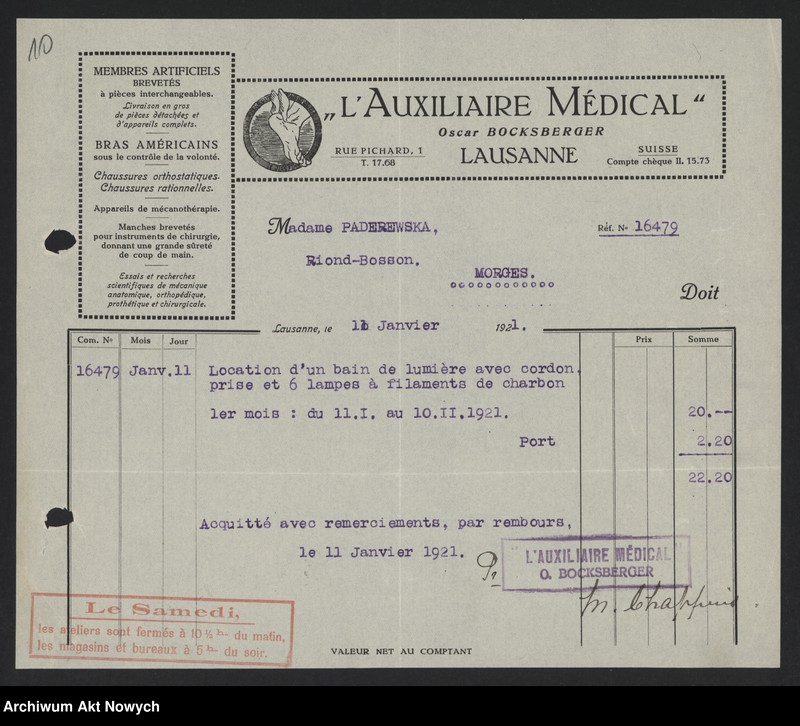 10
MEMBRES ARTIFICIELS
BREVETÉS
à pièces interchangeables.
Livraison en gros
de pièces détachées et
d'appareils complets.
BRAS AMÉRICAINS
sous le contrôle de la volonté.
Chaussures orthostatiques.
Chaussures rationnelles.
Appareils de mécanothérapie.
Manches brevetés
pour instruments de chirurgie,
donnant une grande sûreté
de coup de main.
Essais et recherches
scientifiques de mécanique
anatomique, orthopédique,
prothétique et chirurgicale.
„L'AUXILIAIRE MÉDICAL“
Oscar BOCKSBERGER
RUE PICHARD, 1
T. 17.68
LAUSANNE
SUISSE
Compte chèque II. 15.73
Madame PADEREWSKA,
Réf. No 16479
Riond-Bosson.
MORGES.
Doit
Lausanne, le 11 Janvier 1921.
Com. No Mois Jour Prix Somme
16479 Janv.11 Location d'un bain de lumière avec cordon,
prise et 6 lampes à filaments de charbon
1er mois : du 11.I. au 10.II.1921. 20.--
Port 2.20
22.20
Acquitté avec remerciements, par rembours,
le 11 Janvier 1921.
"L'AUXILIAIRE MÉDICAL"
O. BOCKSBERGER
M. Chappuis.
Le Samedi,
les ateliers sont fermés à 10 ½ h. du matin,
les magasins et bureaux à 5 h. du soir.
VALEUR NET AU COMPTANT
Archiwum Akt Nowych